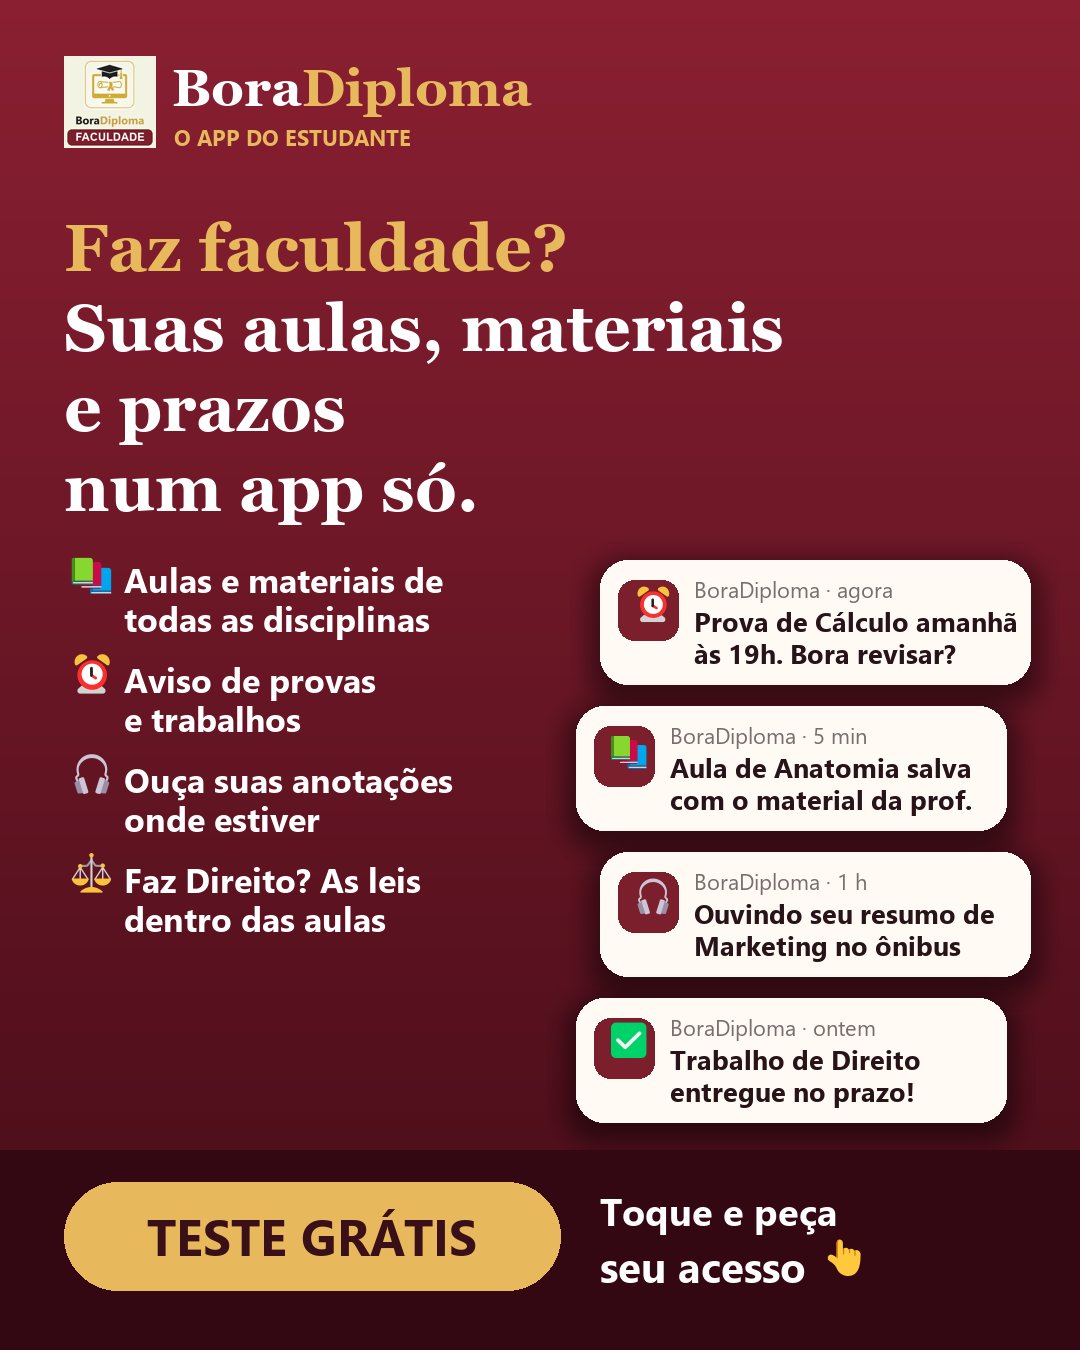 BoraDiploma
FACULDADE
BoraDiploma
O APP DO ESTUDANTE
Faz faculdade?
Suas aulas, materiais
e prazos
num app só.
Aulas e materiais de
todas as disciplinas
Aviso de provas
e trabalhos
Ouça suas anotações
onde estiver
Faz Direito? As leis
dentro das aulas
BoraDiploma · agora
Prova de Cálculo amanhã
às 19h. Bora revisar?
BoraDiploma · 5 min
Aula de Anatomia salva
com o material da prof.
BoraDiploma · 1 h
Ouvindo seu resumo de
Marketing no ônibus
BoraDiploma · ontem
Trabalho de Direito
entregue no prazo!
TESTE GRÁTIS
Toque e peça
seu acesso